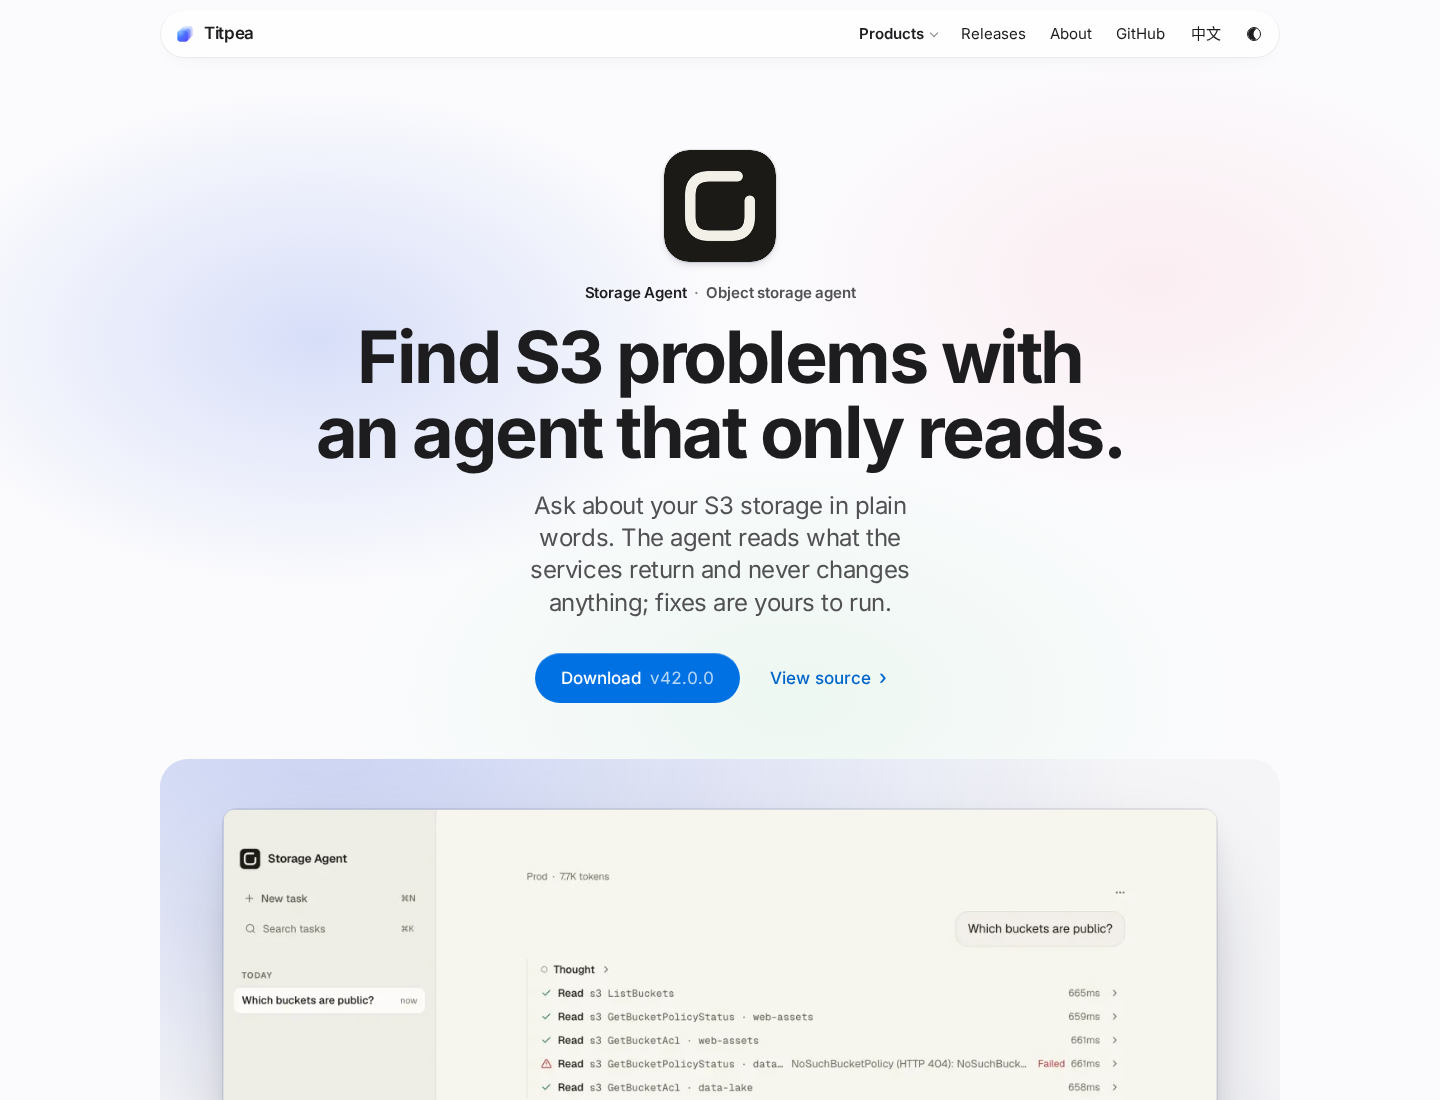 Titpea
Products Releases About GitHub 中文
Storage Agent · Object storage agent
Find S3 problems with
an agent that only reads.
Ask about your S3 storage in plain
words. The agent reads what the
services return and never changes
anything; fixes are yours to run.
Download v42.0.0 View source ›
Storage Agent
New task ⌘N
Search tasks ⌘K
TODAY
Which buckets are public? now
Prod · 7.7K tokens
Which buckets are public?
Thought
Read s3 ListBuckets 665ms
Read s3 GetBucketPolicyStatus · web-assets 659ms
Read s3 GetBucketAcl · web-assets 661ms
Read s3 GetBucketPolicyStatus · data… NoSuchBucketPolicy (HTTP 404): NoSuchBuck… Failed 661ms
Read s3 GetBucketAcl · data-lake 658ms